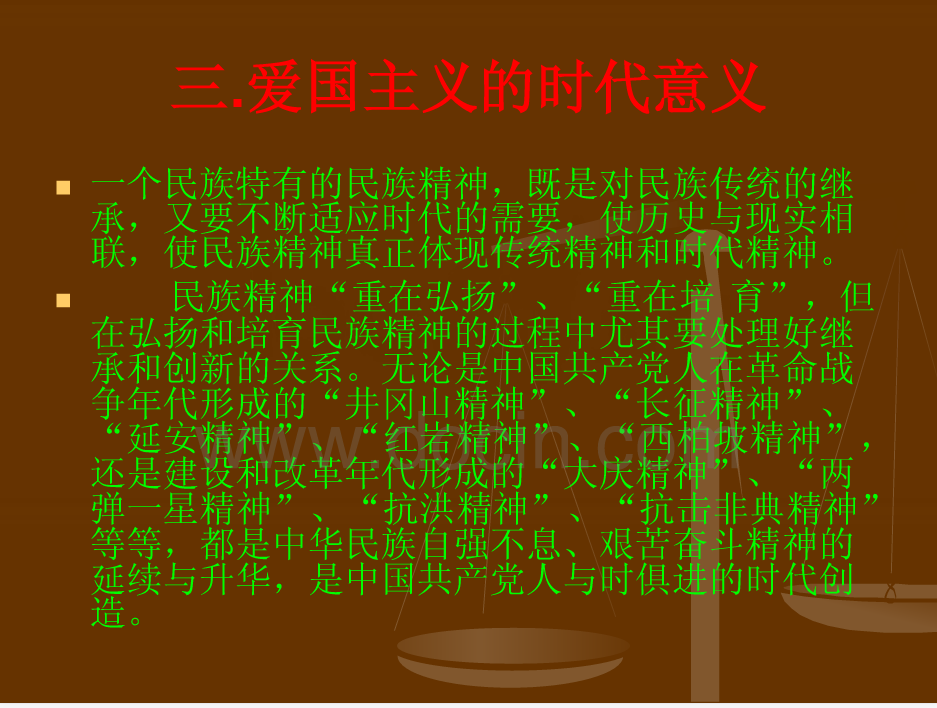 三.爱国主义的时代意义
一个民族特有的民族精神，既是对民族传统的继
承，又要不断适应时代的需要，使历史与现实相
联，使民族精神真正体现传统精神和时代精神。
民族精神“重在弘扬”、“重在培 育”，但
在弘扬和培育民族精神的过程中尤其要处理好继
承和创新的关系。无论是中国共产党人在革命战
争年代形成的“井冈山精神”、“长征精神”、
“延安精神”、“红岩精神”、“西柏坡精神”，
还是建设和改革年代形成的“大庆精神”、“两
弹一星精神”、“抗洪精神”、“抗击非典精神”
等等，都是中华民族自强不息、艰苦奋斗精神的
延续与升华，是中国共产党人与时俱进的时代创
造。